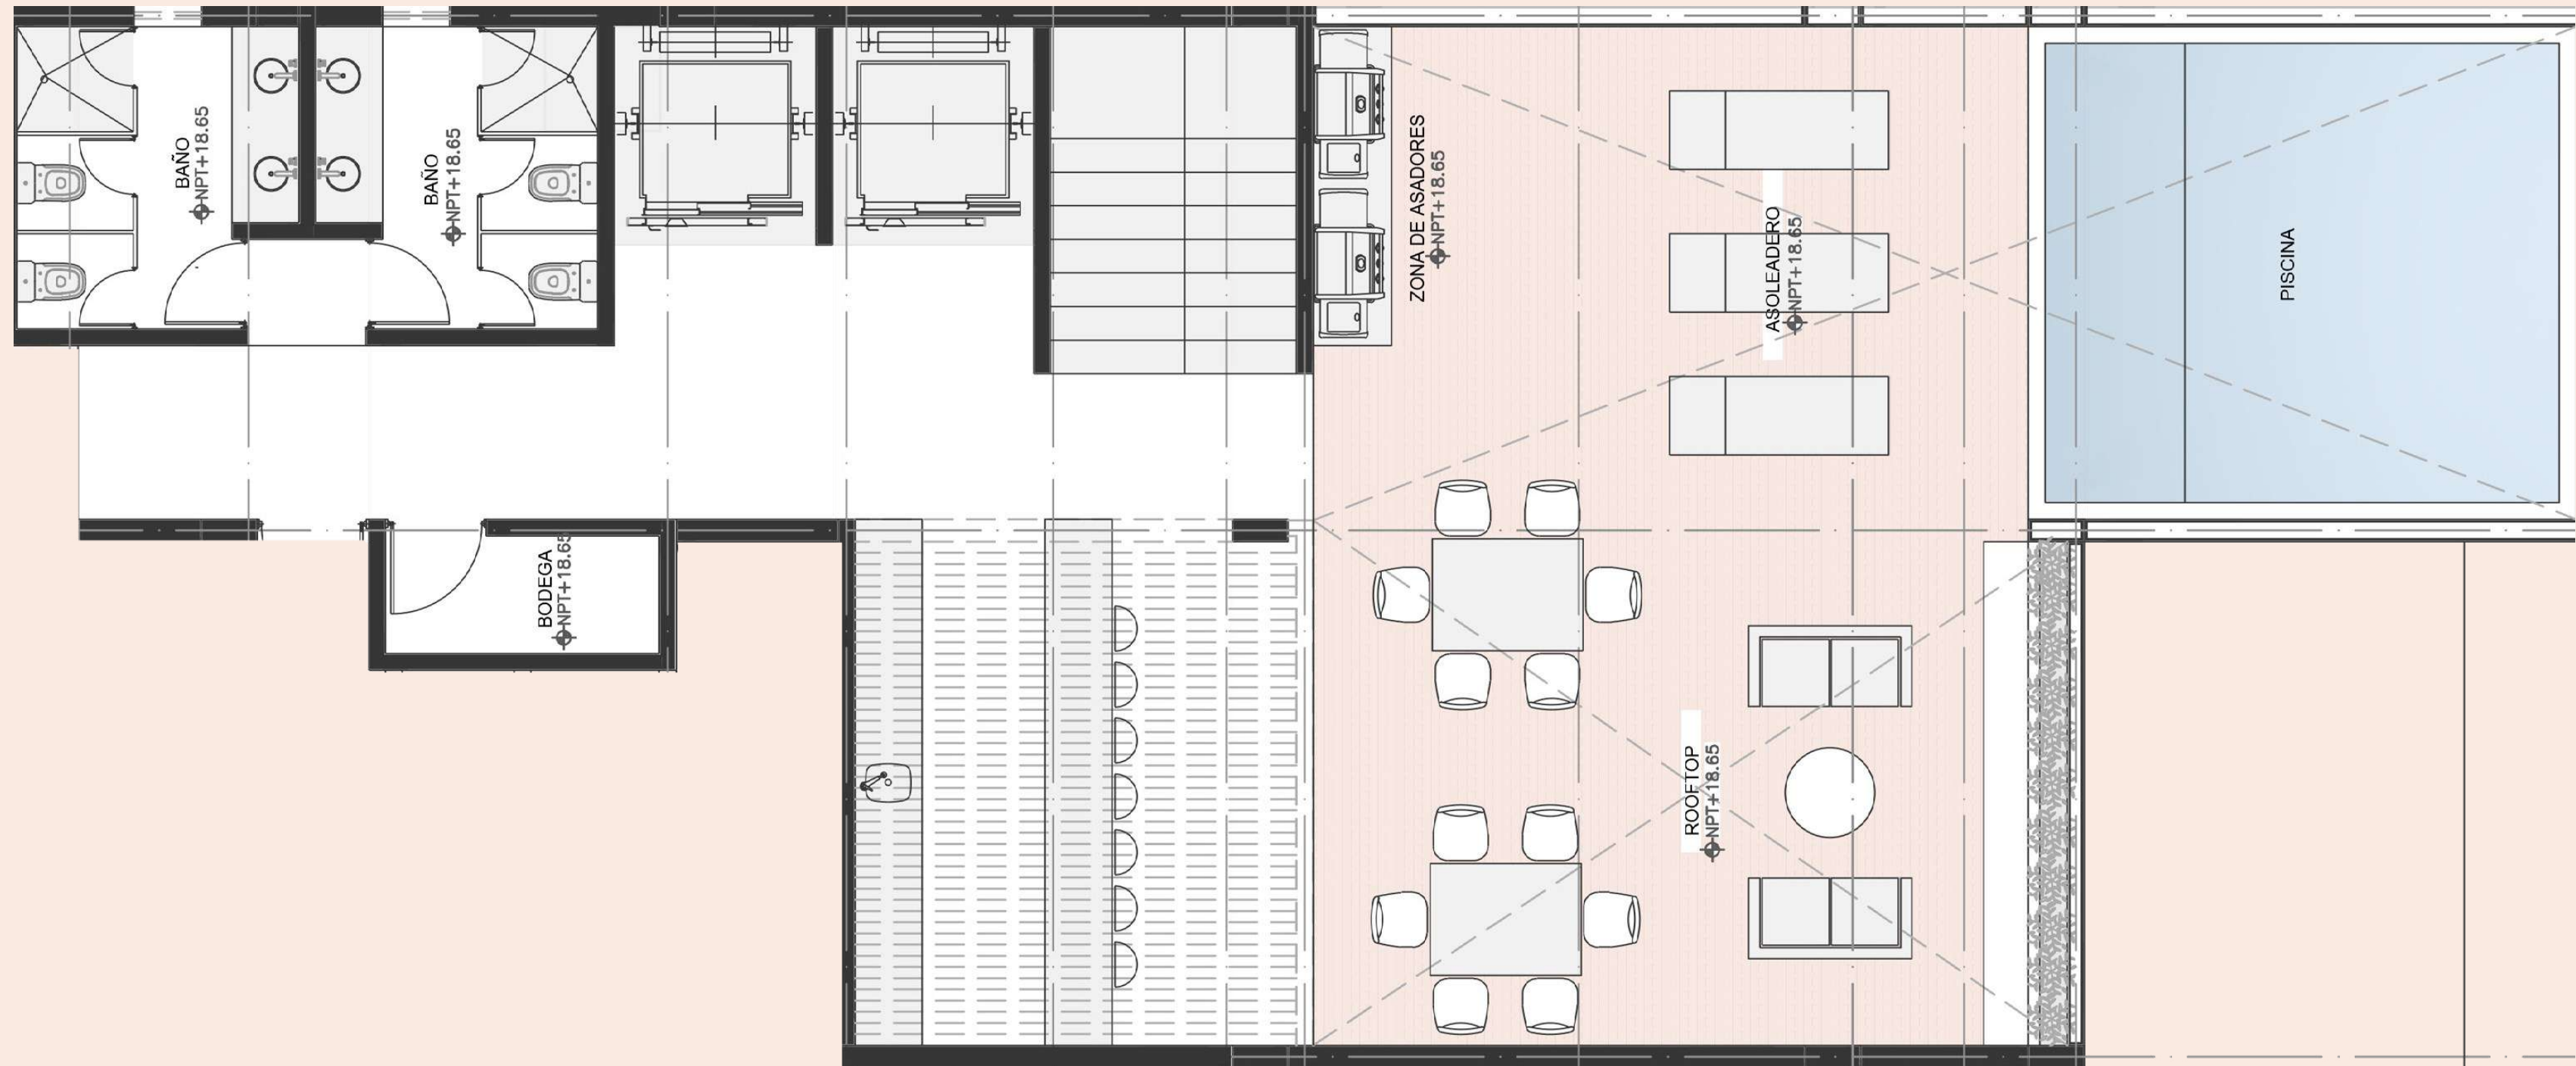 BAÑO
NPT+18.65
BAÑO
NPT+18.65
BODEGA
NPT+18.65
ZONA DE ASADORES
NPT+18.65
ASOLEADERO
NPT+18.65
ROOFTOP
NPT+18.65
PISCINA